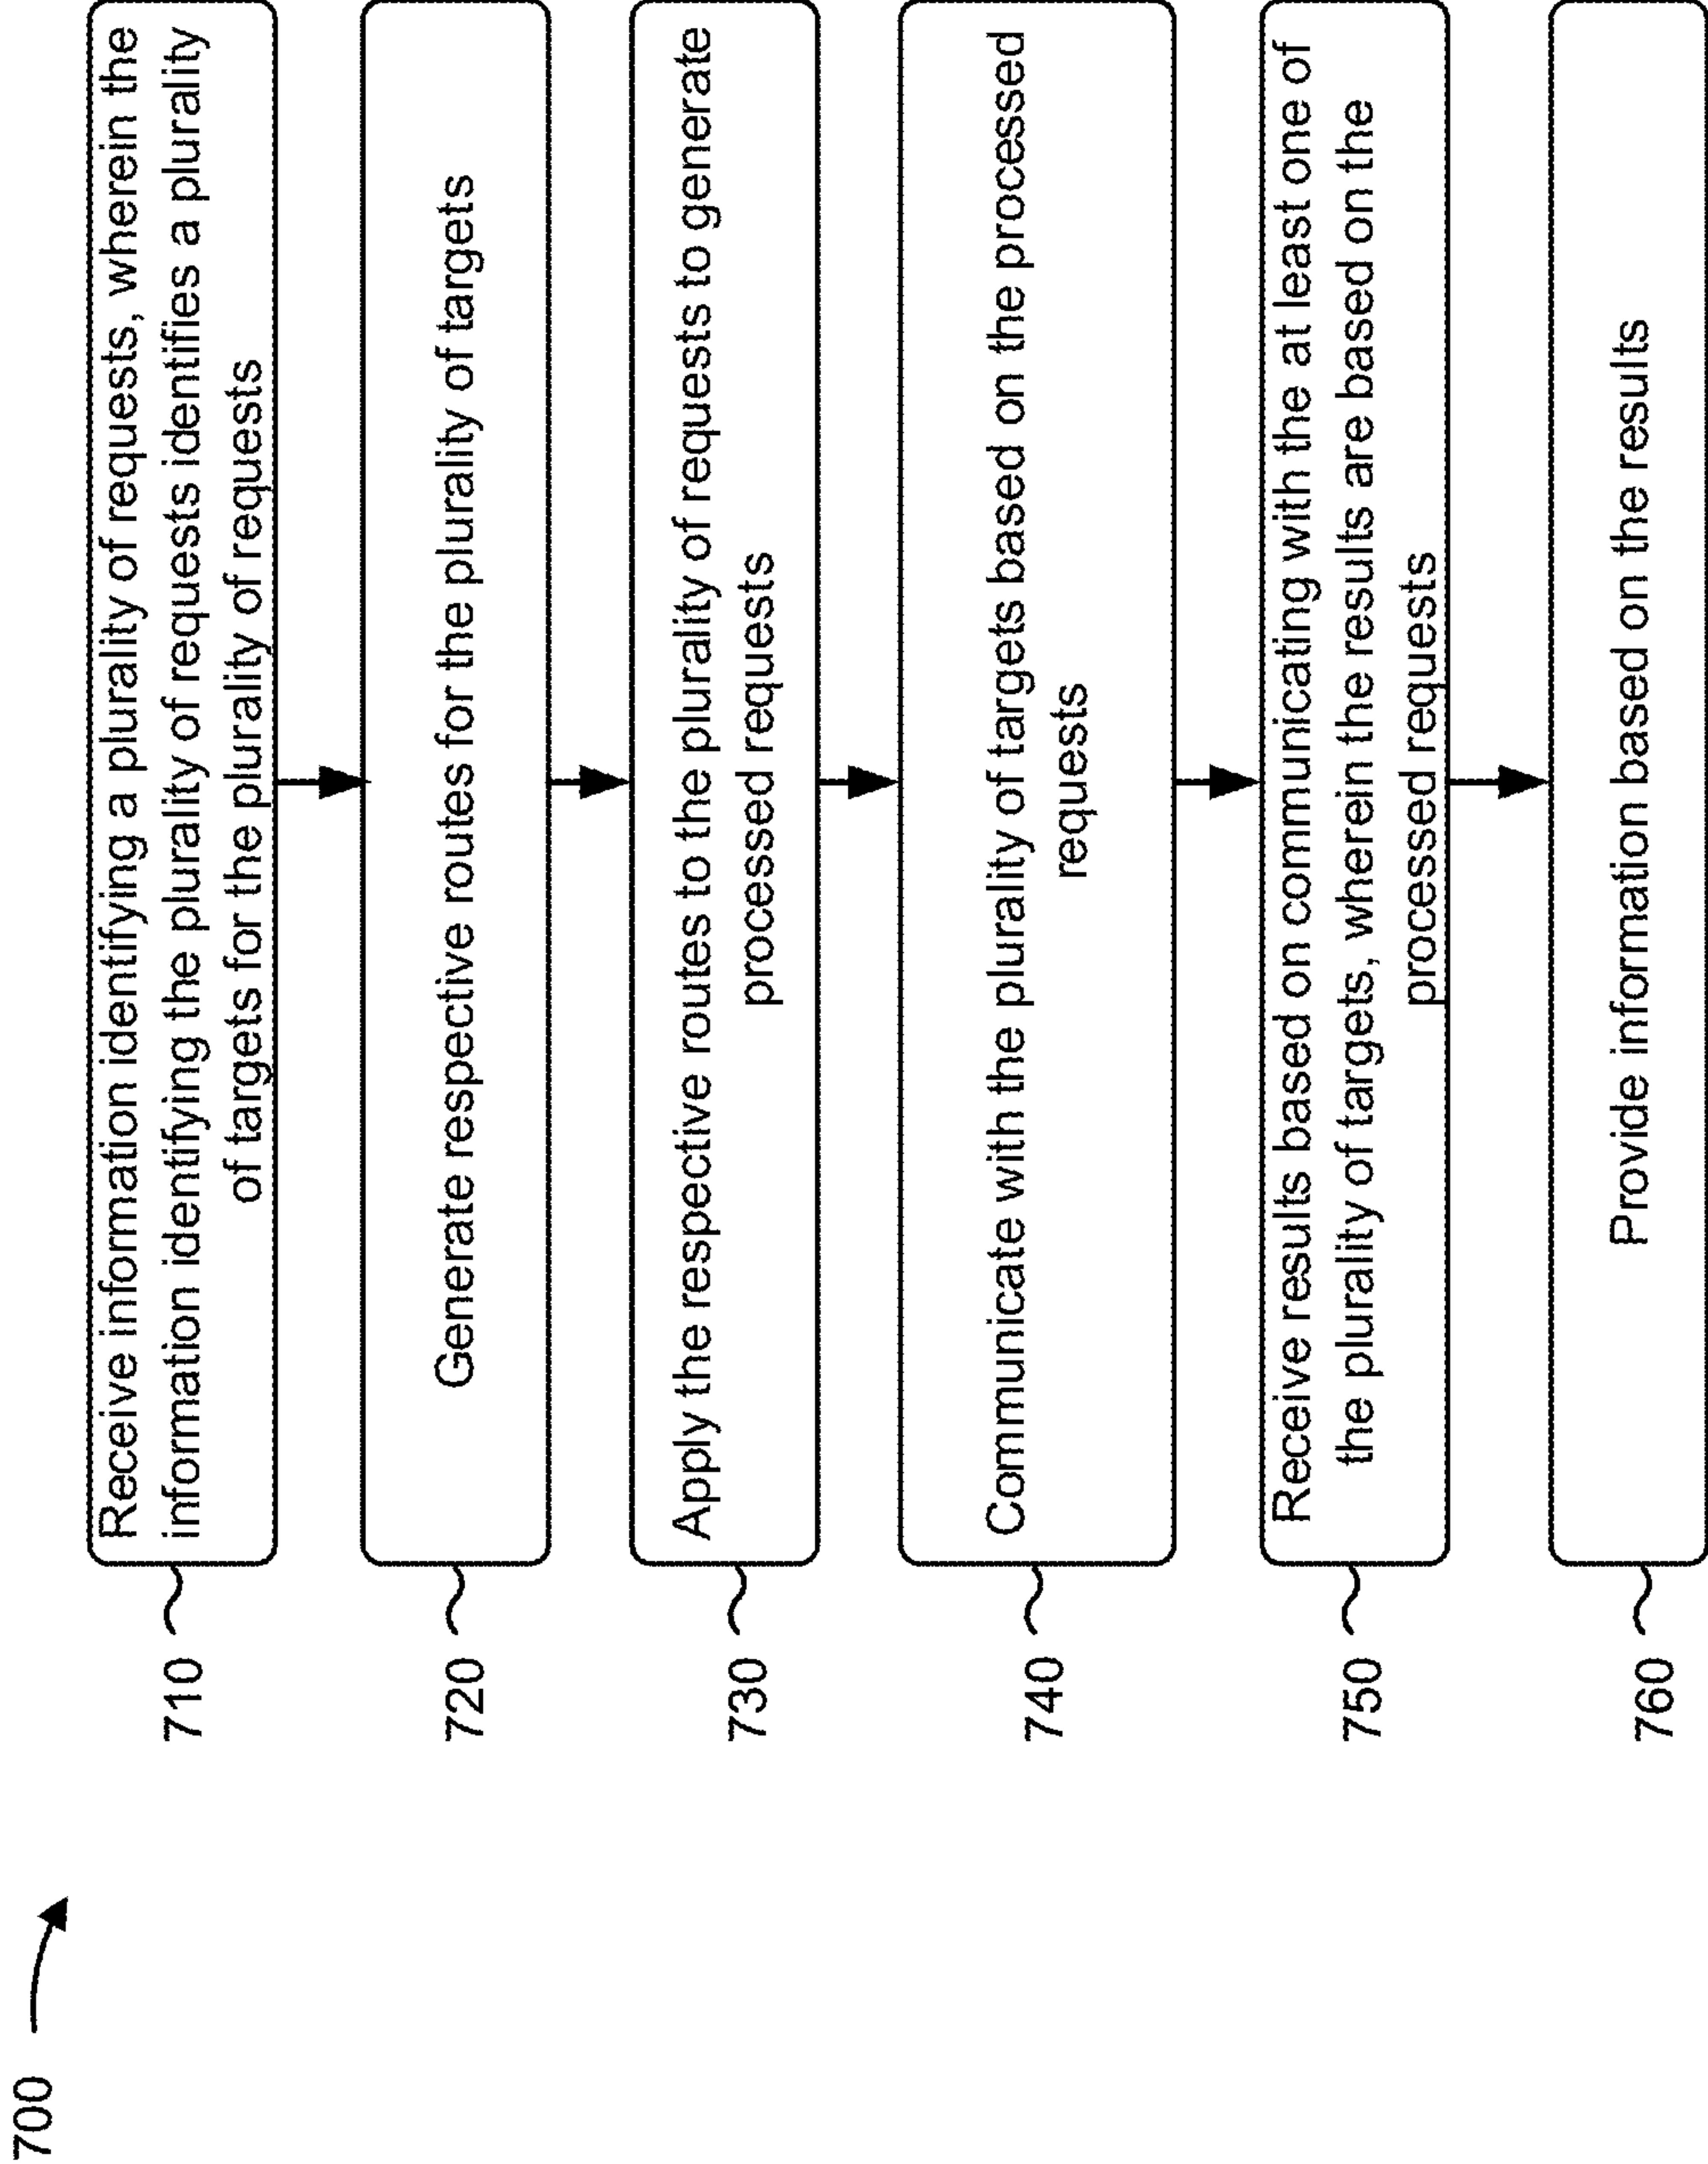 700
710
Receive information identifying a plurality of requests, wherein the
information identifying the plurality of requests identifies a plurality
of targets for the plurality of requests
720
Generate respective routes for the plurality of targets
730
Apply the respective routes to the plurality of requests to generate
processed requests
740
Communicate with the plurality of targets based on the processed
requests
750
Receive results based on communicating with the at least one of
the plurality of targets, wherein the results are based on the
processed requests
760
Provide information based on the results